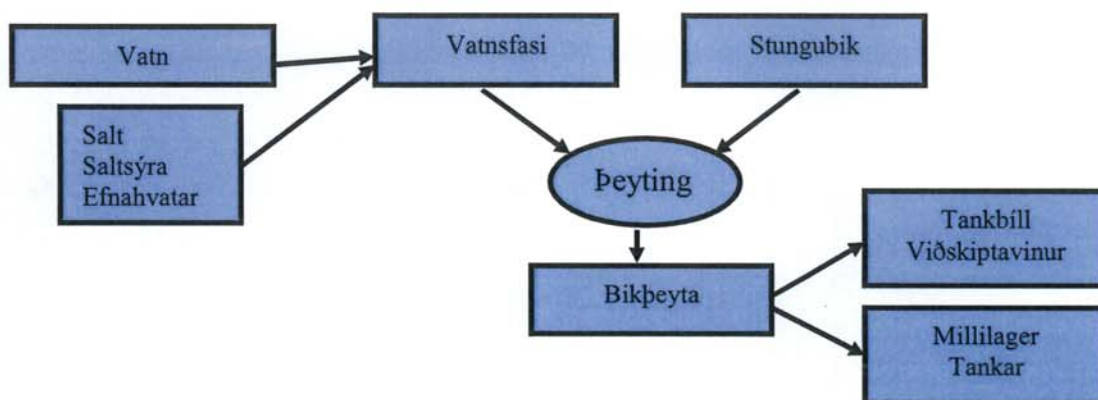 Vatn
Vatnsfasi
Stungubik
Salt
Saltsýra
Efnahvatar
Þeyting
Bikþeyta
Tankbíll
Viðskiptavinur
Millilager
Tankar